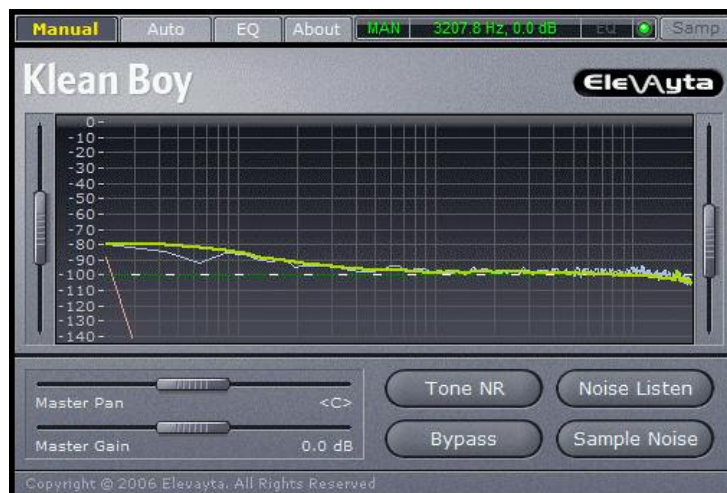 Manual Auto EQ About MAN 3207.8 Hz, 0.0 dB EQ Samp
Klean Boy
Ele\/\yta
0-
-10-
-20-
-30-
-40-
-50-
-60-
-70-
-80-
-90-
-100-
-110-
-120-
-130-
-140-
Tone NR Noise Listen
Master Pan <C>
Bypass Sample Noise
Master Gain 0.0 dB
Copyright © 2006 Elevayta. All Rights Reserved